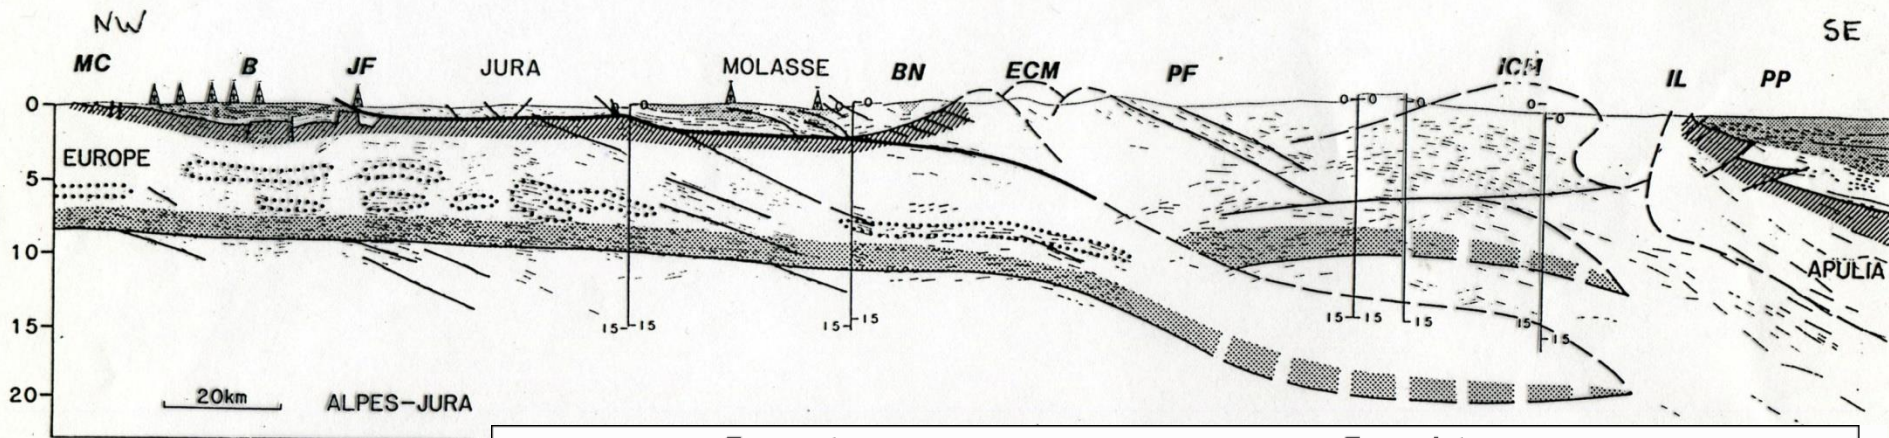 NW
SE
MC B JF JURA MOLASSE BN ECM PF ICM IL PP
0 0 0 0 0 0 0 0 0
EUROPE
5
10
APULIA
15 15 15 15 15 15 15 15 15 15
20
20km ALPES-JURA